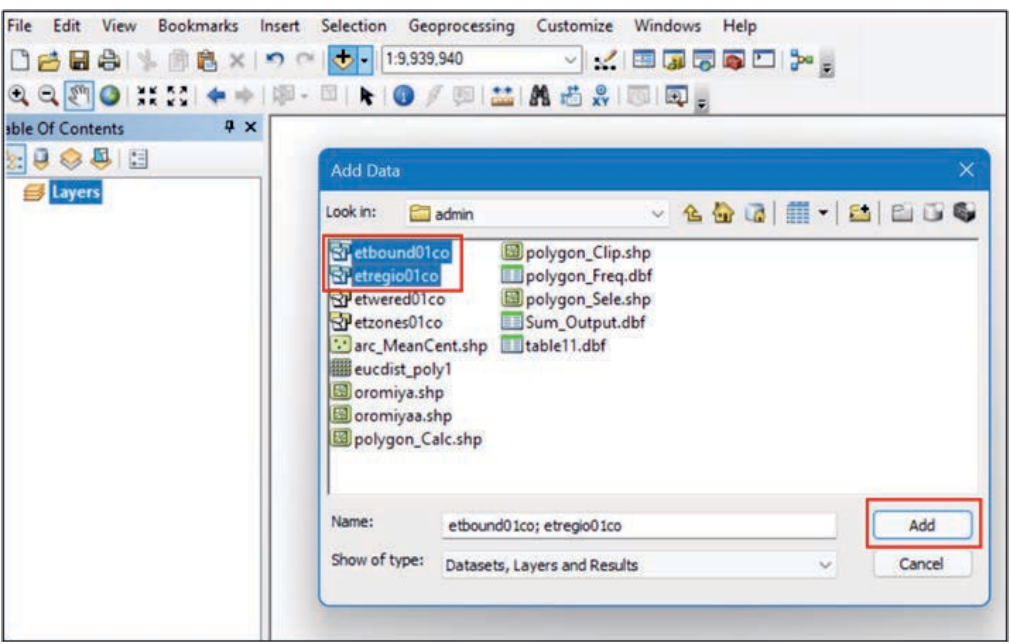 File Edit View Bookmarks Insert Selection Geoprocessing Customize Windows Help
1:9,939,940
able Of Contents
Layers
Add Data
Look in: admin
etbound01co
etregio01co
etwered01co
etzones01co
arc_MeanCent.shp
eucdist_poly1
oromiya.shp
oromiyaa.shp
polygon_Calc.shp
polygon_Clip.shp
polygon_Freq.dbf
polygon_Sele.shp
Sum_Output.dbf
table11.dbf
Name: etbound01co; etregio01co
Add
Show of type: Datasets, Layers and Results
Cancel